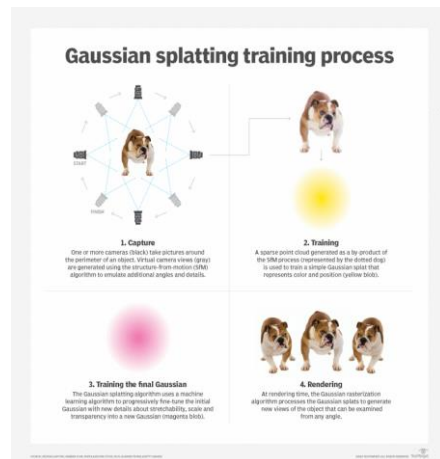 Gaussian splatting training process
START
FINISH
1. Capture
One or more cameras (black) take pictures around
the perimeter of an object. Virtual camera views (gray)
are generated using the structure-from-motion (SfM)
algorithm to emulate additional angles and details.
2. Training
A sparse point cloud generated as a by-product of
the SfM process (represented by the dotted dog)
is used to train a simple Gaussian splat that
represents color and position (yellow blob).
3. Training the final Gaussian
The Gaussian splatting algorithm uses a machine
learning algorithm to progressively fine-tune the initial
Gaussian with new details about stretchability, scale and
transparency into a new Gaussian (magenta blob).
4. Rendering
At rendering time, the Gaussian rasterization
algorithm processes the Gaussian splats to generate
new views of the object that can be examined
from any angle.